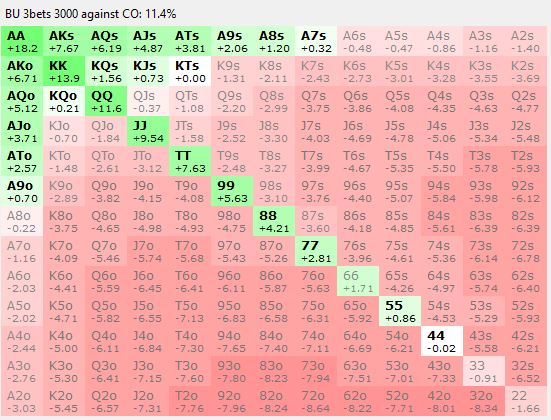 BU 3bets 3000 against CO: 11.4%
AA AKs AQs AJs ATs A9s A8s A7s A6s A5s A4s A3s A2s
+18.2 +7.67 +6.19 +4.87 +3.81 +2.06 +1.20 +0.32 -0.48 -0.47 -0.86 -1.16 -1.40
AKo KK KQs KJs KTs K9s K8s K7s K6s K5s K4s K3s K2s
+6.71 +13.9 +1.56 +0.73 +0.00 -1.31 -2.11 -2.43 -2.73 -3.01 -3.28 -3.55 -3.69
AQo KQo QQ QJs QTs Q9s Q8s Q7s Q6s Q5s Q4s Q3s Q2s
+5.12 +0.21 +11.6 -0.37 -1.08 -2.20 -2.99 -3.75 -3.86 -4.08 -4.35 -4.63 -4.77
AJo KJo QJo JJ JTs J9s J8s J7s J6s J5s J4s J3s J2s
+3.71 -0.70 -1.84 +9.54 -1.58 -2.52 -3.30 -4.03 -4.69 -4.78 -5.06 -5.34 -5.48
ATo KTo QTo JTo TT T9s T8s T7s T6s T5s T4s T3s T2s
+2.57 -1.48 -2.61 -3.12 +7.63 -2.48 -3.27 -3.99 -4.67 -5.35 -5.50 -5.78 -5.93
A9o K9o Q9o J9o T9o 99 98s 97s 96s 95s 94s 93s 92s
+0.70 -2.89 -3.82 -4.15 -4.08 +5.63 -3.10 -3.76 -4.40 -5.07 -5.84 -5.98 -6.12
A8o K8o Q8o J8o T8o 98o 88 87s 86s 85s 84s 83s 82s
-0.22 -3.75 -4.65 -4.98 -4.93 -4.75 +4.21 -3.60 -4.18 -4.85 -5.61 -6.39 -6.39
A7o K7o Q7o J7o T7o 97o 87o 77 76s 75s 74s 73s 72s
-1.16 -4.09 -5.46 -5.74 -5.68 -5.43 -5.26 +2.81 -3.96 -4.61 -5.36 -6.14 -6.78
A6o K6o Q6o J6o T6o 96o 86o 76o 66 65s 64s 63s 62s
-2.03 -4.41 -5.59 -6.45 -6.41 -6.11 -5.87 -5.63 +1.71 -4.26 -4.97 -5.74 -6.40
A5o K5o Q5o J5o T5o 95o 85o 75o 65o 55 54s 53s 52s
-2.02 -4.71 -5.82 -6.55 -7.13 -6.83 -6.58 -6.31 -5.92 +0.86 -4.53 -5.29 -5.93
A4o K4o Q4o J4o T4o 94o 84o 74o 64o 54o 44 43s 42s
-2.44 -5.00 -6.11 -6.84 -7.30 -7.65 -7.40 -7.11 -6.69 -6.21 -0.02 -5.58 -6.21
A3o K3o Q3o J3o T3o 93o 83o 73o 63o 53o 43o 33 32s
-2.76 -5.30 -6.41 -7.15 -7.60 -7.80 -8.23 -7.94 -7.51 -7.01 -7.33 -0.91 -6.52
A2o K2o Q2o J2o T2o 92o 82o 72o 62o 52o 42o 32o 22
-3.03 -5.45 -6.57 -7.31 -7.76 -7.96 -8.24 -8.64 -8.22 -7.71 -8.01 -8.34 -1.66